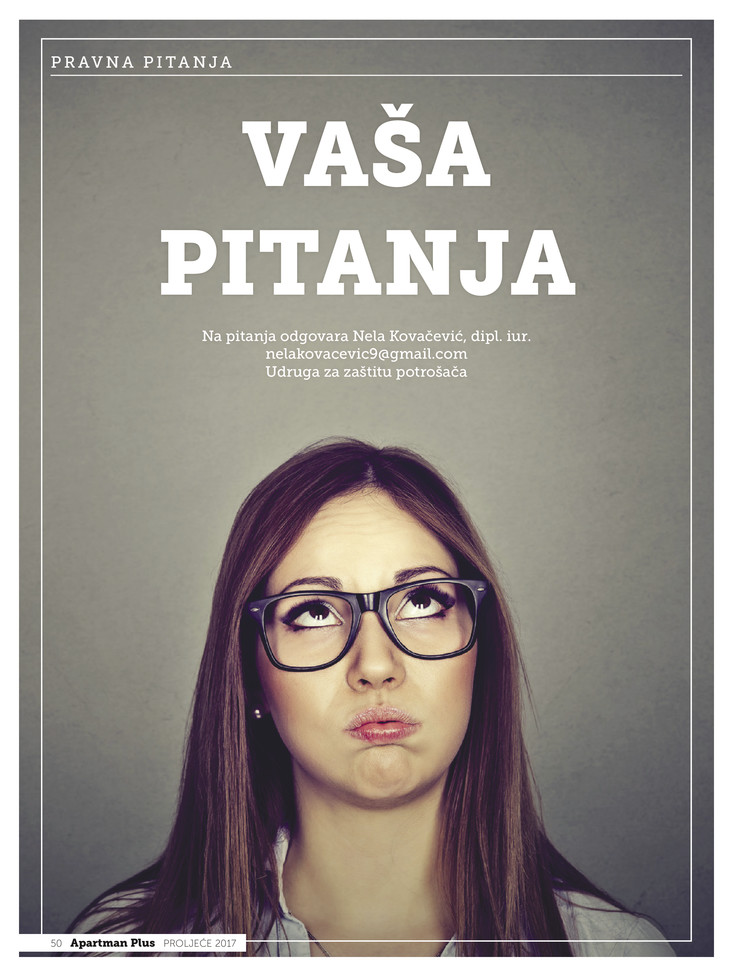 PRAVNA PITANJA
VAŠA
PITANJA
Na pitanja odgovara Nela Kovačević, dipl. iur.
nelakovacevic9@gmail.com
Udruga za zaštitu potrošača
50 Apartman Plus PROLJEĆE 2017